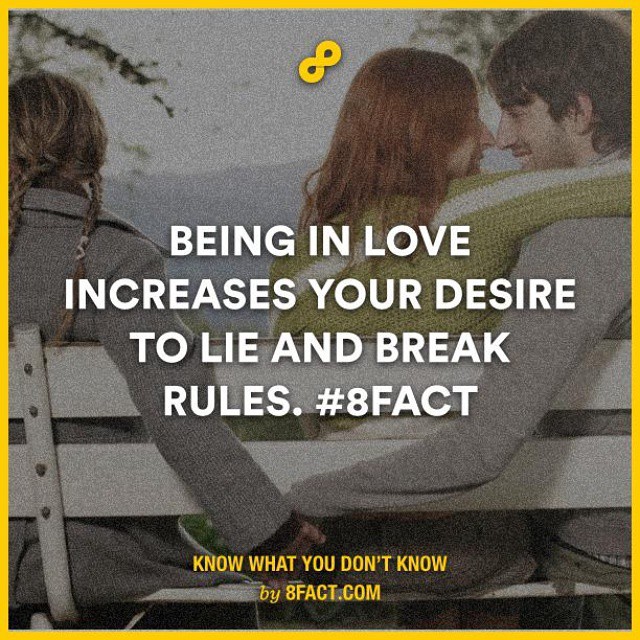 BEING IN LOVE
INCREASES YOUR DESIRE
TO LIE AND BREAK
RULES. #8FACT
KNOW WHAT YOU DON'T KNOW
by 8FACT.COM